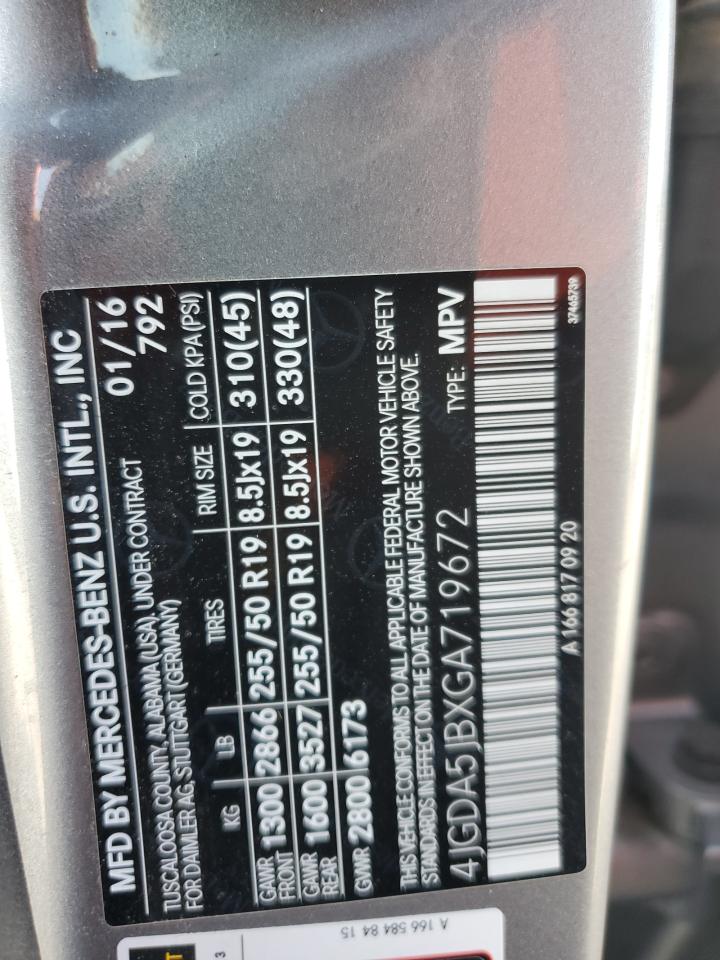 MFD BY MERCEDES-BENZ U.S. INTL., INC
TUSCALOOSA COUNTY, ALABAMA (USA), UNDER CONTRACT 01/16
FOR DAIMLER AG, STUTTGART (GERMANY) 792
KG LB TIRES RIM SIZE COLD KPA (PSI)
GAWR FRONT 1300 2866 255/50 R19 8.5Jx19 310(45)
GAWR REAR 1600 3527 255/50 R19 8.5Jx19 330(48)
GVWR 2800 6173
THIS VEHICLE CONFORMS TO ALL APPLICABLE FEDERAL MOTOR VEHICLE SAFETY
STANDARDS IN EFFECT ON THE DATE OF MANUFACTURE SHOWN ABOVE.
4JGDA5JBXGA719672 TYPE: MPV
A 166 817 09 20 37465739
A 166 584 84 15
3